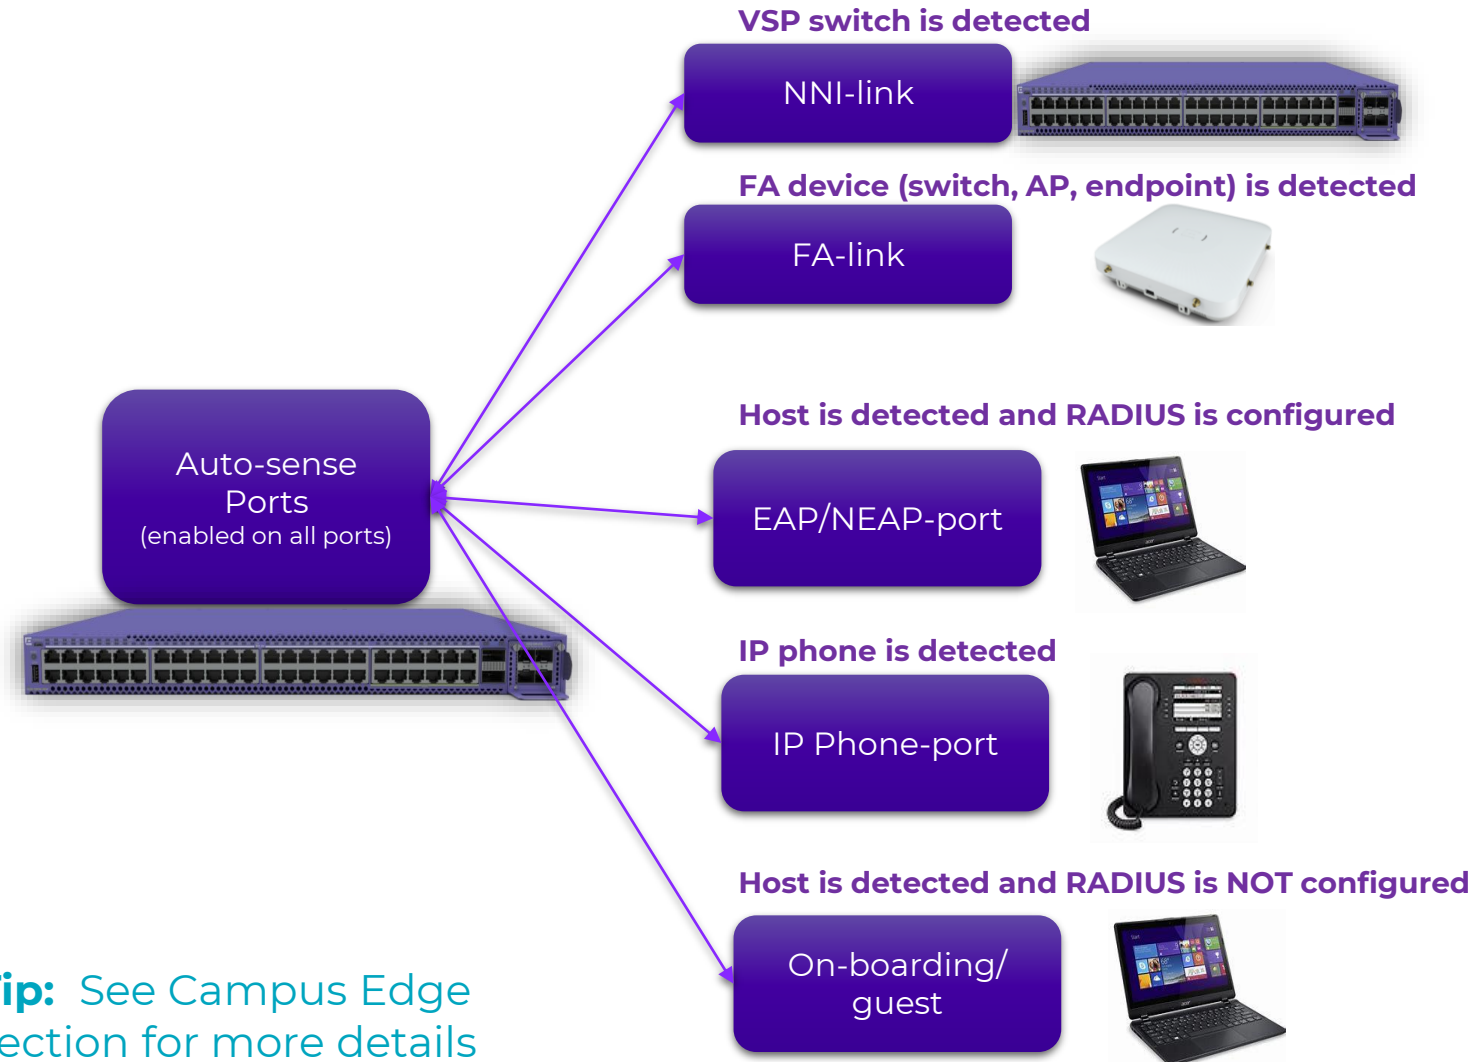 VSP switch is detected
NNI-link
FA device (switch, AP, endpoint) is detected
FA-link
Auto-sense
Ports
(enabled on all ports)
Host is detected and RADIUS is configured
EAP/NEAP-port
IP phone is detected
IP Phone-port
Host is detected and RADIUS is NOT configured
On-boarding/
guest
ip: See Campus Edge
ection for more details